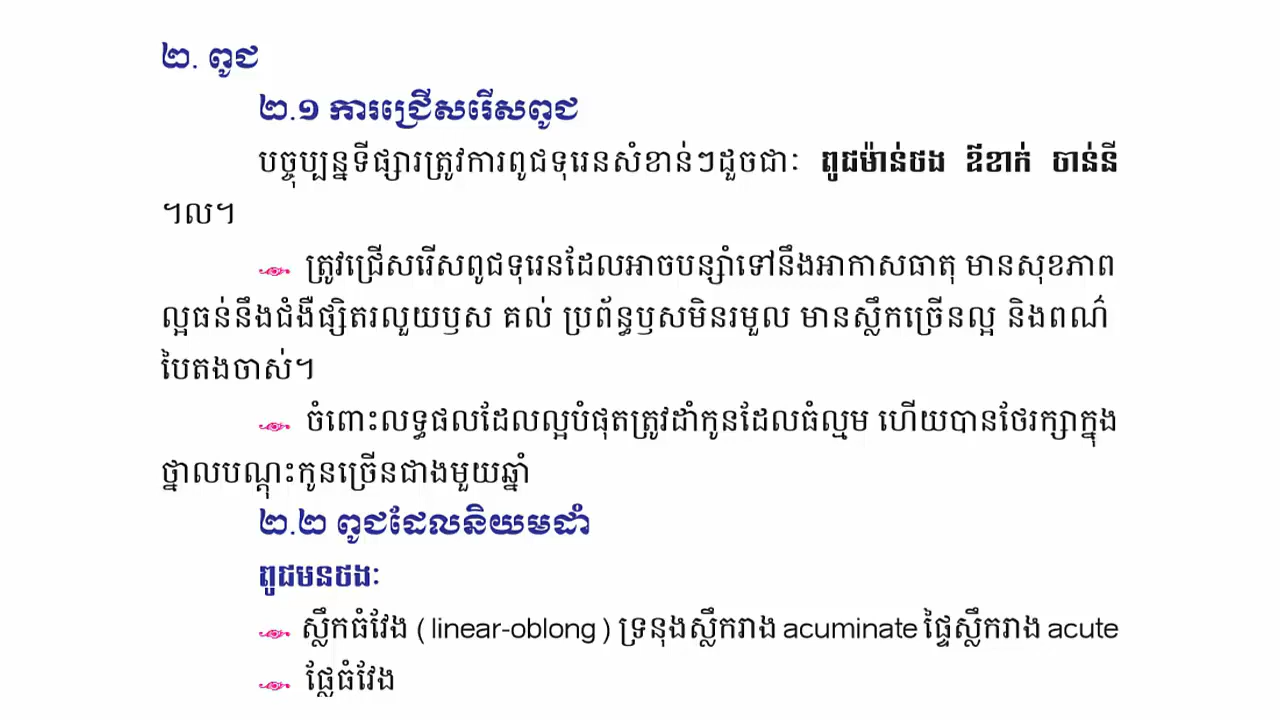 ២. ពូជ
២.១ ការជ្រើសរើសពូជ
បច្ចុប្បន្នទីផ្សារត្រូវការពូជទុរេនសំខាន់ៗដូចជាៈ ពូជម៉ាន់ថង ឌីខាក់ ចាន់នី
។ល។
ត្រូវជ្រើសរើសពូជទុរេនដែលអាចបន្សាំទៅនឹងអាកាសធាតុ មានសុខភាព
ល្អធន់នឹងជំងឺផ្សិតរលួយឫស គល់ ប្រព័ន្ធឫសមិនរមួល មានស្លឹកច្រើនល្អ និងពណ៌
បៃតងចាស់។
ចំពោះលទ្ធផលដែលល្អបំផុតត្រូវដាំកូនដែលធំល្មម ហើយបានថែរក្សាក្នុង
ថ្នាលបណ្តុះកូនច្រើនជាងមួយឆ្នាំ
២.២ ពូជដែលនិយមដាំ
ពូជមនថងៈ
ស្លឹកធំវែង ( linear-oblong ) ទ្រនុងស្លឹករាង acuminate ផ្ទៃស្លឹករាង acute
ផ្លែធំវែង